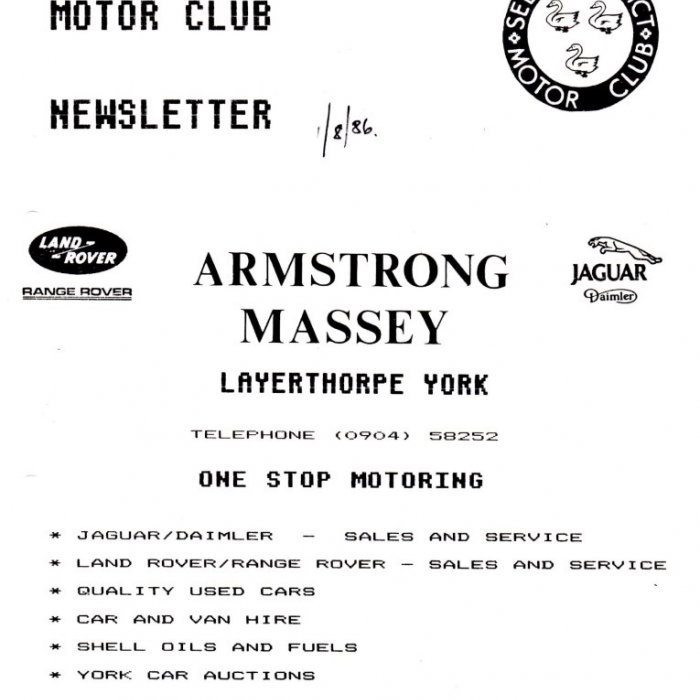 MOTOR CLUB
NEWSLETTER
1/8/86.
MOTOR CLUB
LAND-
-ROVER
RANGE ROVER
ARMSTRONG
MASSEY
JAGUAR
Daimler
LAYERTHORPE YORK
TELEPHONE (0904) 58252
ONE STOP MOTORING
* JAGUAR/DAIMLER - SALES AND SERVICE
* LAND ROVER/RANGE ROVER - SALES AND SERVICE
* QUALITY USED CARS
* CAR AND VAN HIRE
* SHELL OILS AND FUELS
* YORK CAR AUCTIONS